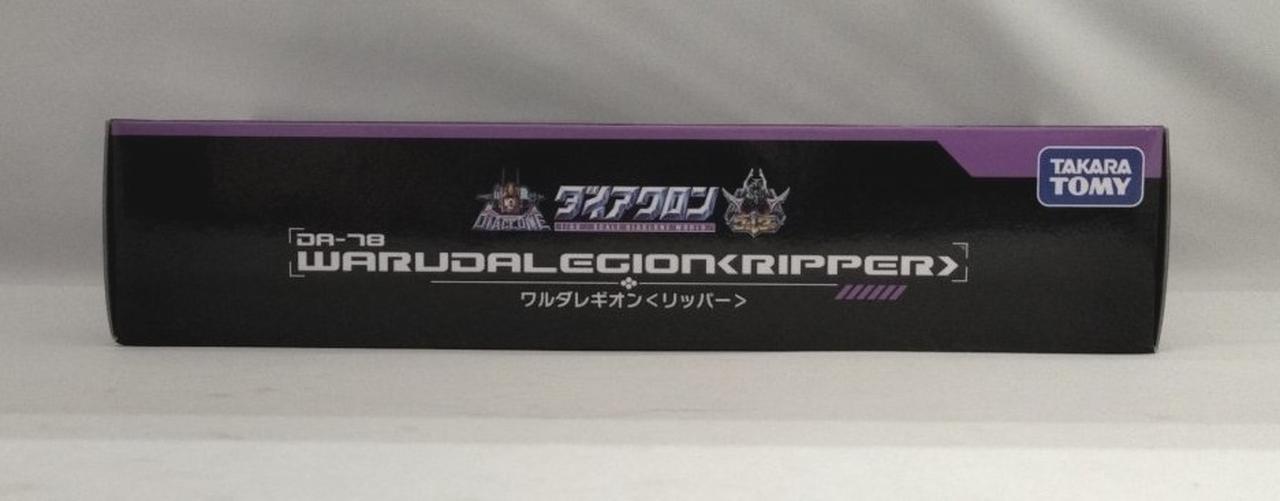 TAKARA
TOMY
DIACLONE
ダイアクロン
DA-78
WARUDALEGION<RIPPER>
ワルダレギオン<リッパー>